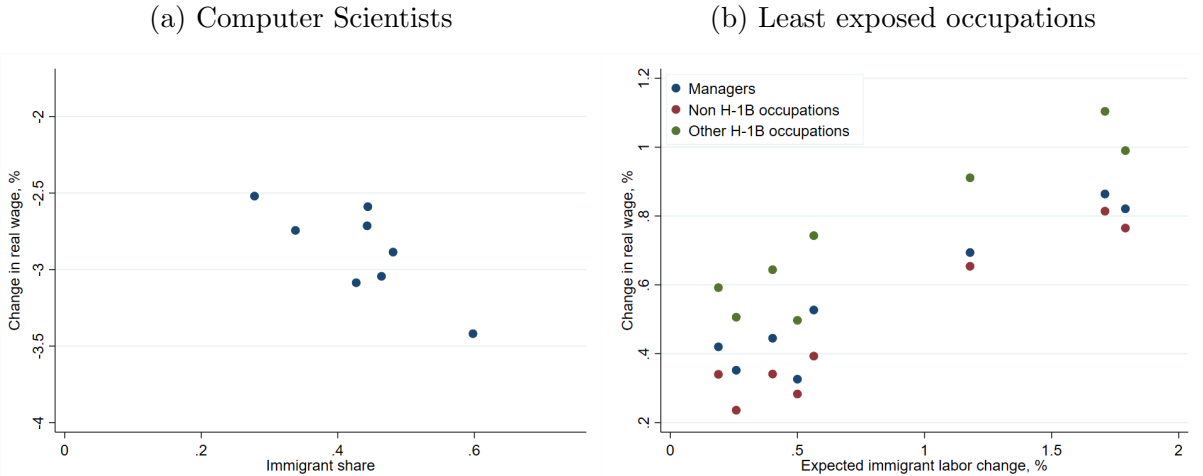 (a) Computer Scientists
Change in real wage, %
-2
-2.5
-3
-3.5
-4
0
.2
.4
.6
Immigrant share
(b) Least exposed occupations
Managers
Non H-1B occupations
Other H-1B occupations
Change in real wage, %
1.2
1
.8
.6
.4
.2
0
.5
1
1.5
2
Expected immigrant labor change, %